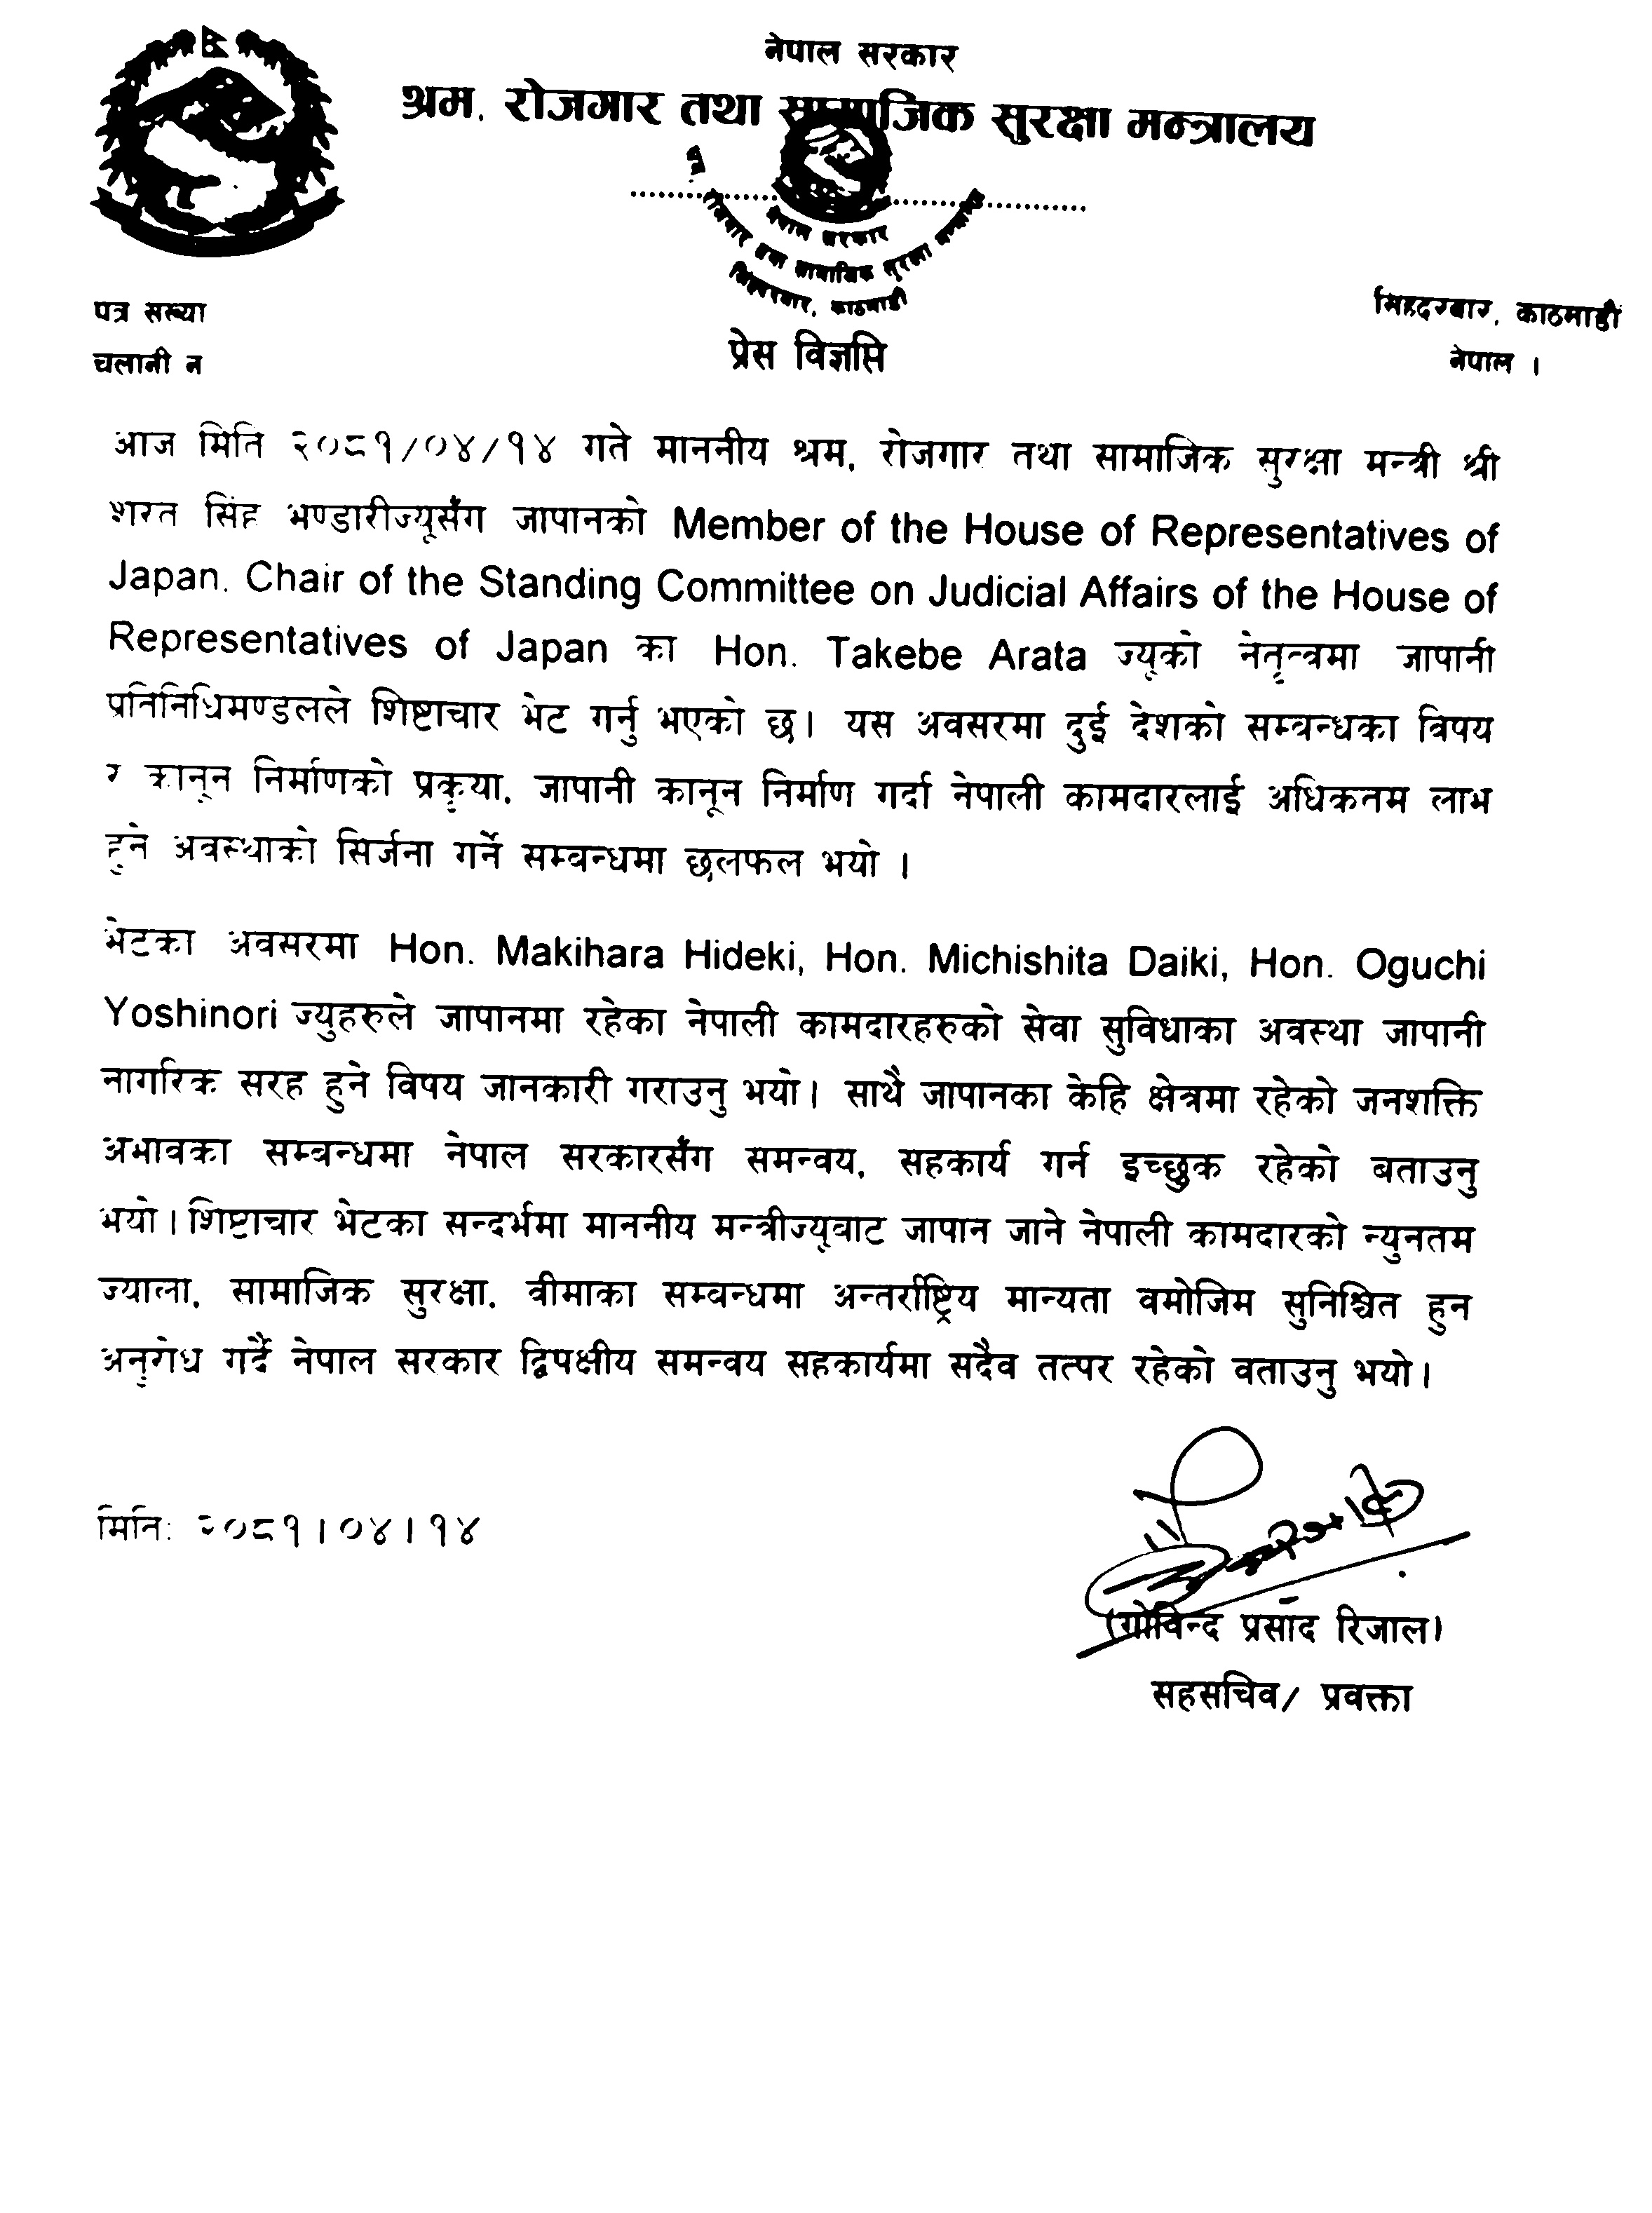 नेपाल सरकार
श्रम, रोजगार तथा सामाजिक सुरक्षा मन्त्रालय
नेपाल सरकार
रोजगार तथा सामाजिक सुरक्षा मन्त्रालय
सिंहदरबार, काठमाडौं
पत्र संख्या
चलानी नं
सिंहदरबार, काठमाडौं
नेपाल ।
प्रेस विज्ञप्ति
आज मिति २०८१/०४/१४ गते माननीय श्रम, रोजगार तथा सामाजिक सुरक्षा मन्त्री श्री
शरत सिंह भण्डारीज्यूसँग जापानको Member of the House of Representatives of
Japan. Chair of the Standing Committee on Judicial Affairs of the House of
Representatives of Japan का Hon. Takebe Arata ज्यूको नेतृत्वमा जापानी
प्रतिनिधिमण्डलले शिष्टाचार भेट गर्नु भएको छ। यस अवसरमा दुई देशको सम्वन्धका विषय
र कानून निर्माणको प्रकृया, जापानी कानून निर्माण गर्दा नेपाली कामदारलाई अधिकतम लाभ
हुने अवस्थाको सिर्जना गर्ने सम्वन्धमा छलफल भयो ।
भेटका अवसरमा Hon. Makihara Hideki, Hon. Michishita Daiki, Hon. Oguchi
Yoshinori ज्युहरुले जापानमा रहेका नेपाली कामदारहरुको सेवा सुविधाका अवस्था जापानी
नागरिक सरह हुने विषय जानकारी गराउनु भयो। साथै जापानका केहि क्षेत्रमा रहेको जनशक्ति
अभावका सम्वन्धमा नेपाल सरकारसँग समन्वय, सहकार्य गर्न इच्छुक रहेको बताउनु
भयो। शिष्टाचार भेटका सन्दर्भमा माननीय मन्त्रीज्यूवाट जापान जाने नेपाली कामदारको न्युनतम
ज्याला, सामाजिक सुरक्षा, वीमाका सम्वन्धमा अन्तर्राष्ट्रिय मान्यता वमोजिम सुनिश्चित हुन
अनुरोध गर्दै नेपाल सरकार द्विपक्षीय समन्वय सहकार्यमा सदैव तत्पर रहेको वताउनु भयो।
मिति: २०८१।०४।१४
(गोविन्द प्रसाद रिजाल)
सहसचिव/ प्रवक्ता